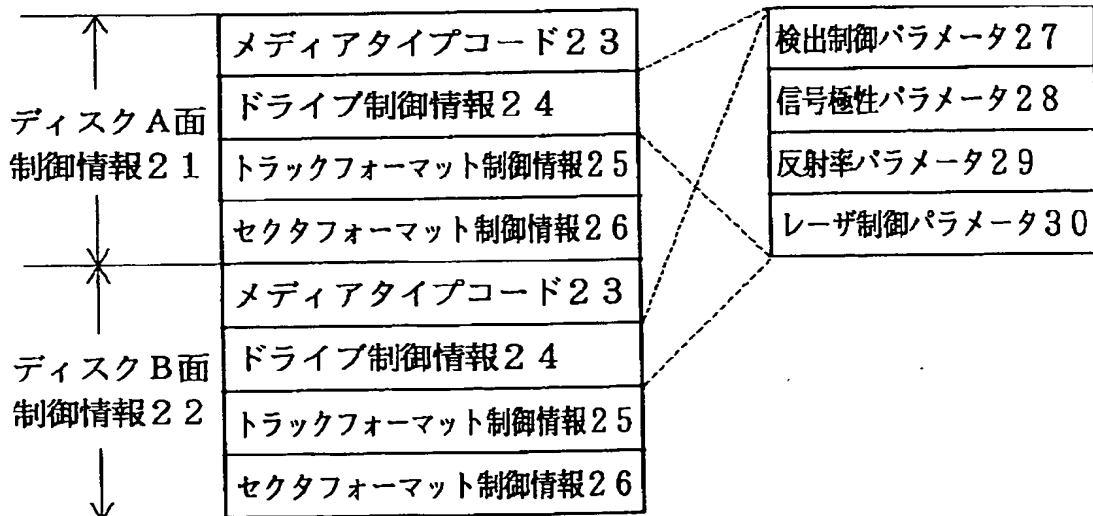 ディスクA面
制御情報21
メディアタイプコード23
ドライブ制御情報24
トラックフォーマット制御情報25
セクタフォーマット制御情報26
ディスクB面
制御情報22
メディアタイプコード23
ドライブ制御情報24
トラックフォーマット制御情報25
セクタフォーマット制御情報26
検出制御パラメータ27
信号極性パラメータ28
反射率パラメータ29
レーザ制御パラメータ30